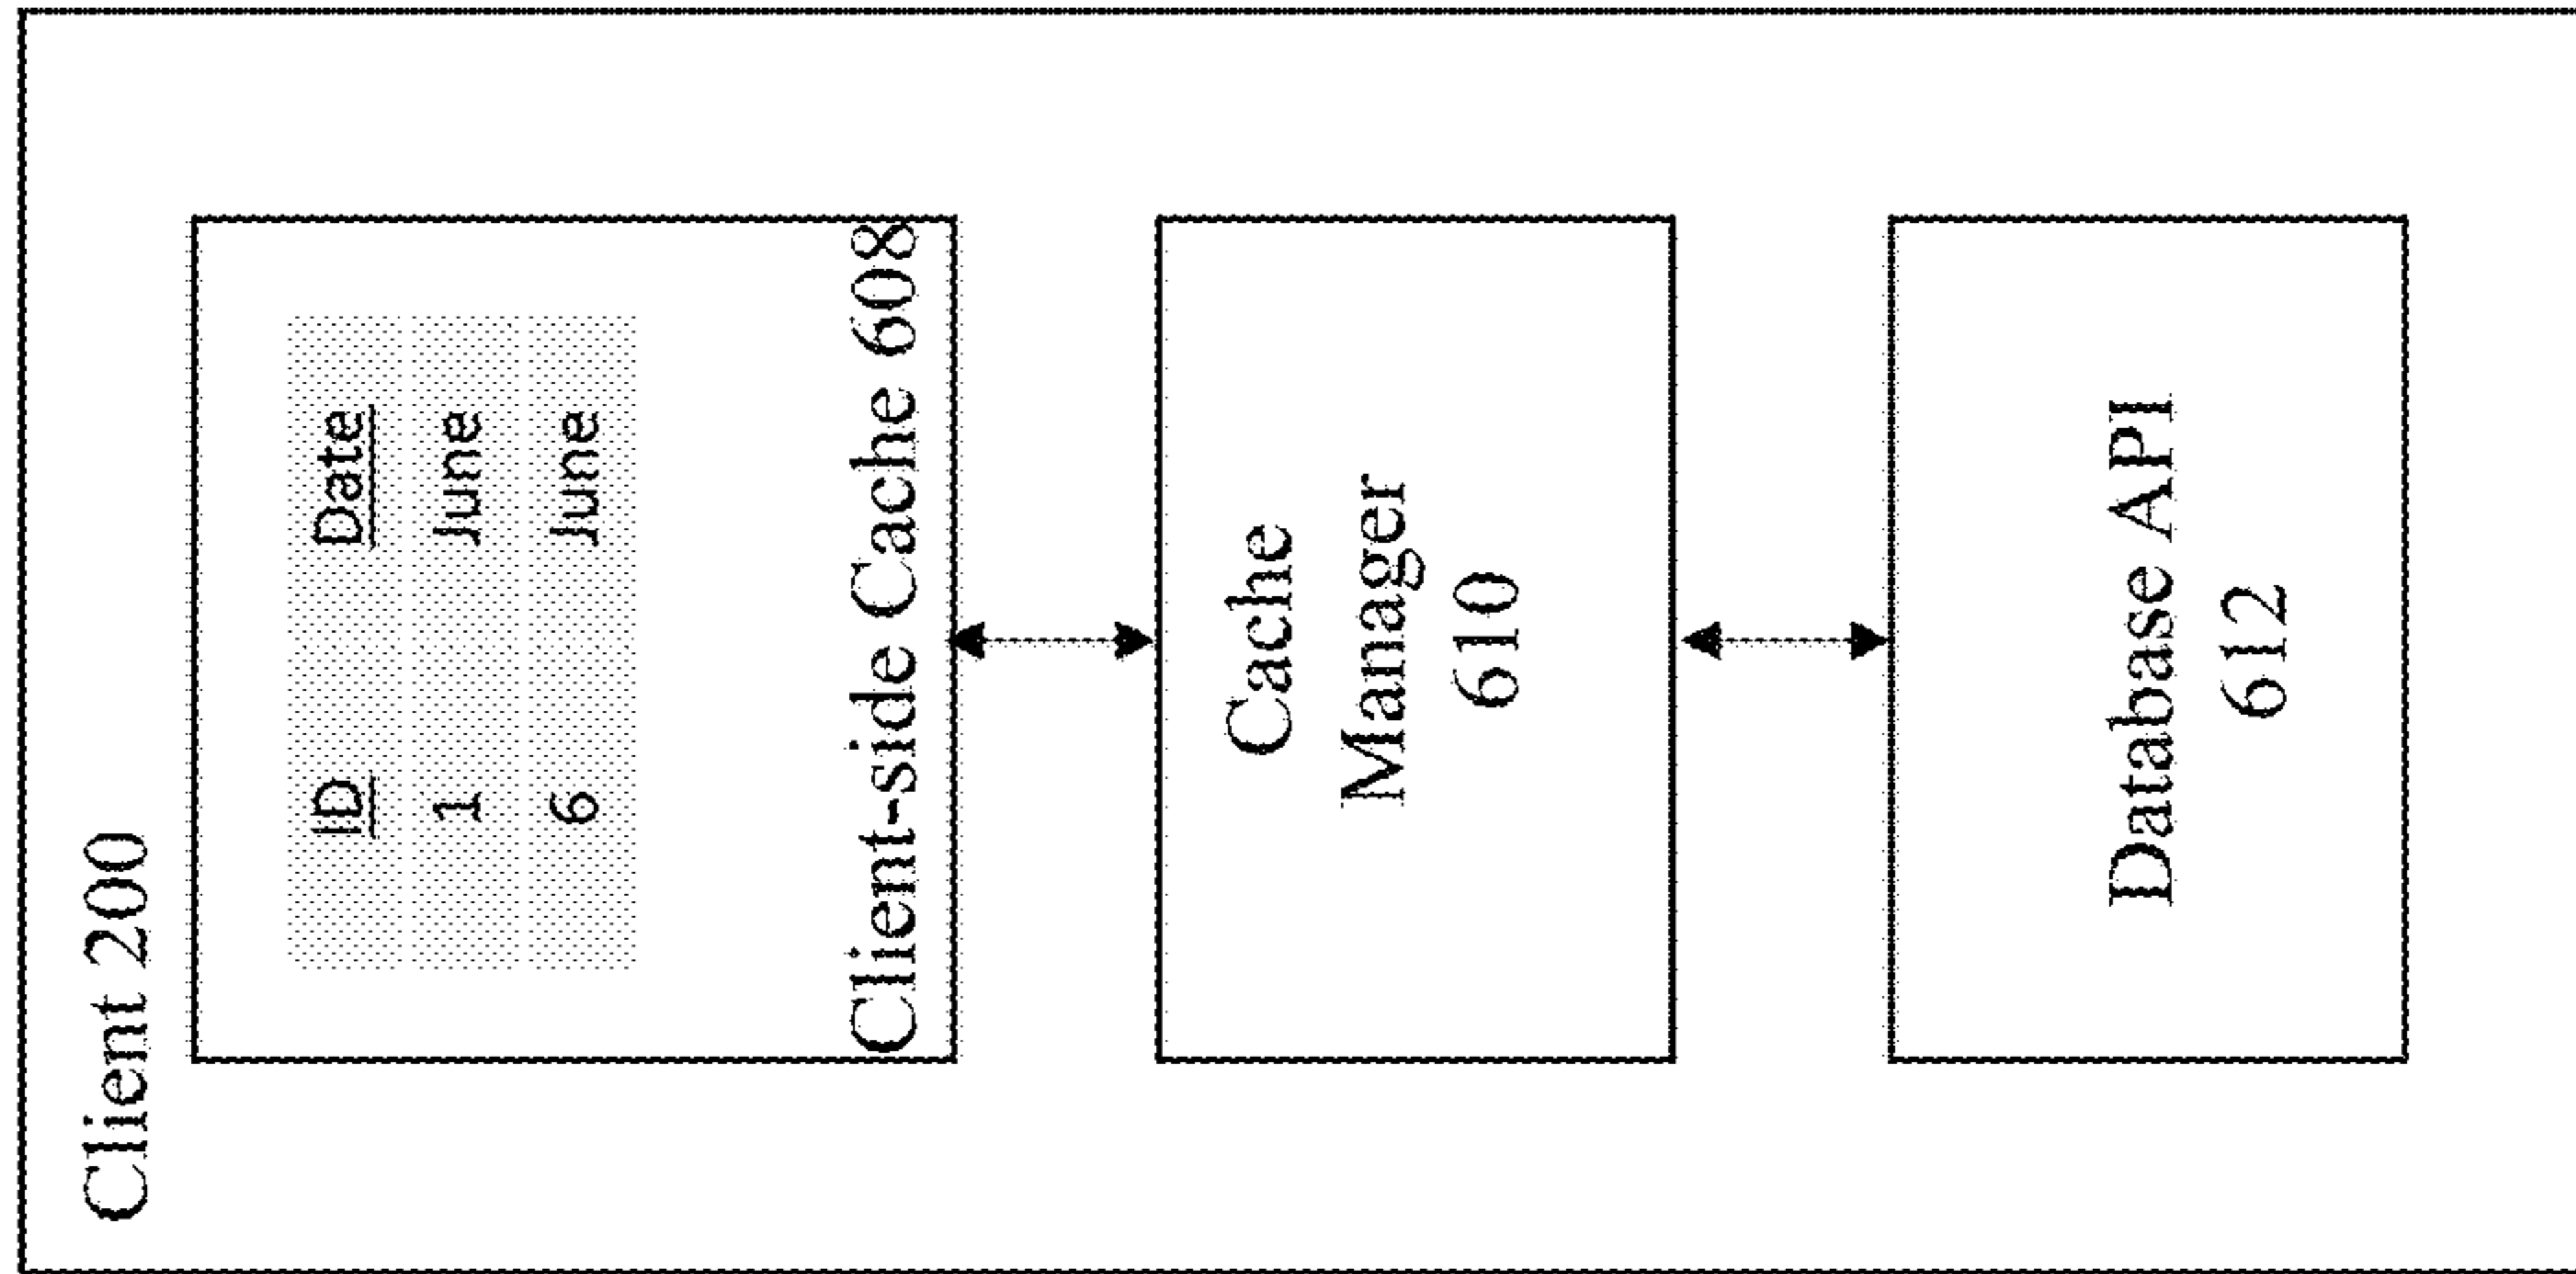 Client 200
ID Date
1 June
6 June
Client-side Cache 608
Cache
Manager
610
Database API
612